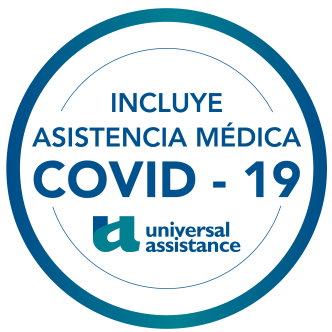 INCLUYE
ASISTENCIA MÉDICA
COVID - 19
universal
assistance